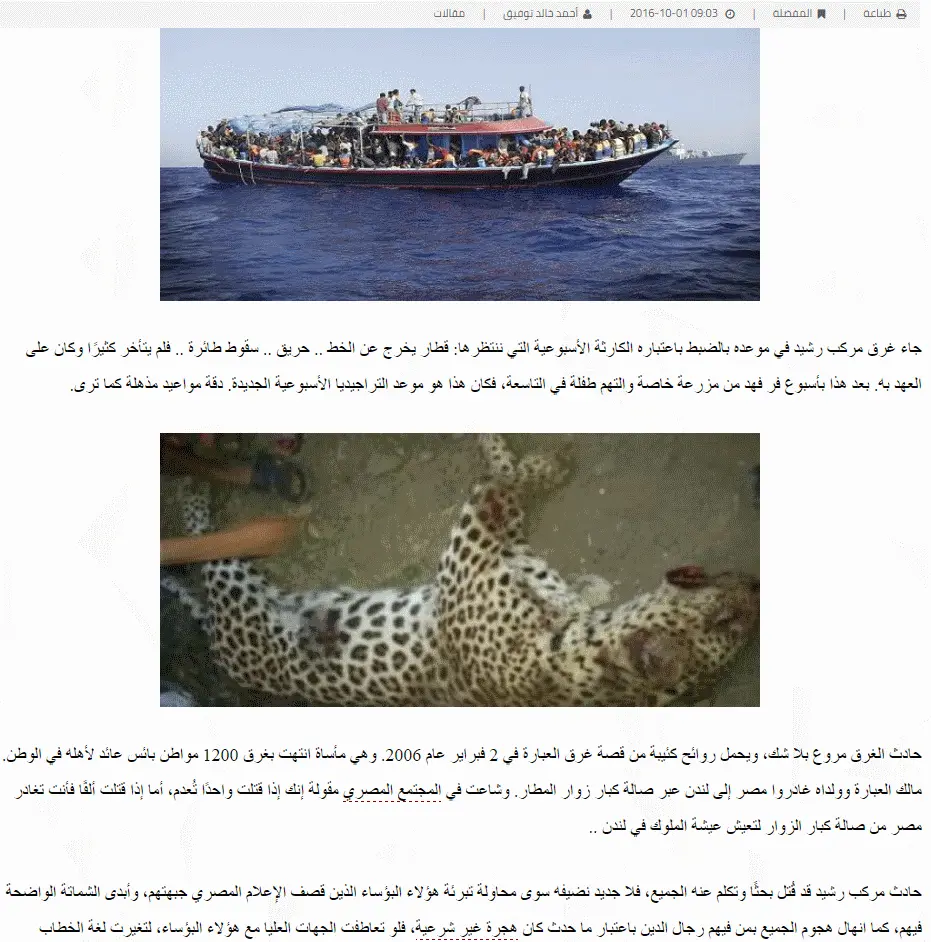 طباعة | المفضلة | 2016-10-01 09:03 | أحمد خالد توفيق | مقالات
جاء غرق مركب رشيد في موعده بالضبط باعتباره الكارثة الأسبوعية التي ننتظرها: قطار يخرج عن الخط .. حريق .. سقوط طائرة .. فلم يتأخر كثيرًا وكان على
العهد به. بعد هذا بأسبوع فر فهد من مزرعة خاصة والتهم طفلة في التاسعة، فكان هذا هو موعد التراجيديا الأسبوعية الجديدة. دقة مواعيد مذهلة كما ترى.
حادث الغرق مروع بلا شك، ويحمل روائح كئيبة من قصة غرق العبارة في 2 فبراير عام 2006. وهي مأساة انتهت بغرق 1200 مواطن بائس عائد لأهله في الوطن.
مالك العبارة وولداه غادروا مصر إلى لندن عبر صالة كبار زوار المطار. وشاعت في المجتمع المصري مقولة إنك إذا قتلت واحدًا تُعدم، أما إذا قتلت ألفًا فأنت تغادر
مصر من صالة كبار الزوار لتعيش عيشة الملوك في لندن ..
حادث مركب رشيد قد قُتل بحثًا وتكلم عنه الجميع، فلا جديد نضيفه سوى محاولة تبرئة هؤلاء البؤساء الذين قصف الإعلام المصري جبهتهم، وأبدى الشماتة الواضحة
فيهم، كما انهال هجوم الجميع بمن فيهم رجال الدين باعتبار ما حدث كان هجرة غير شرعية، فلو تعاطفت الجهات العليا مع هؤلاء البؤساء، لتغيرت لغة الخطاب